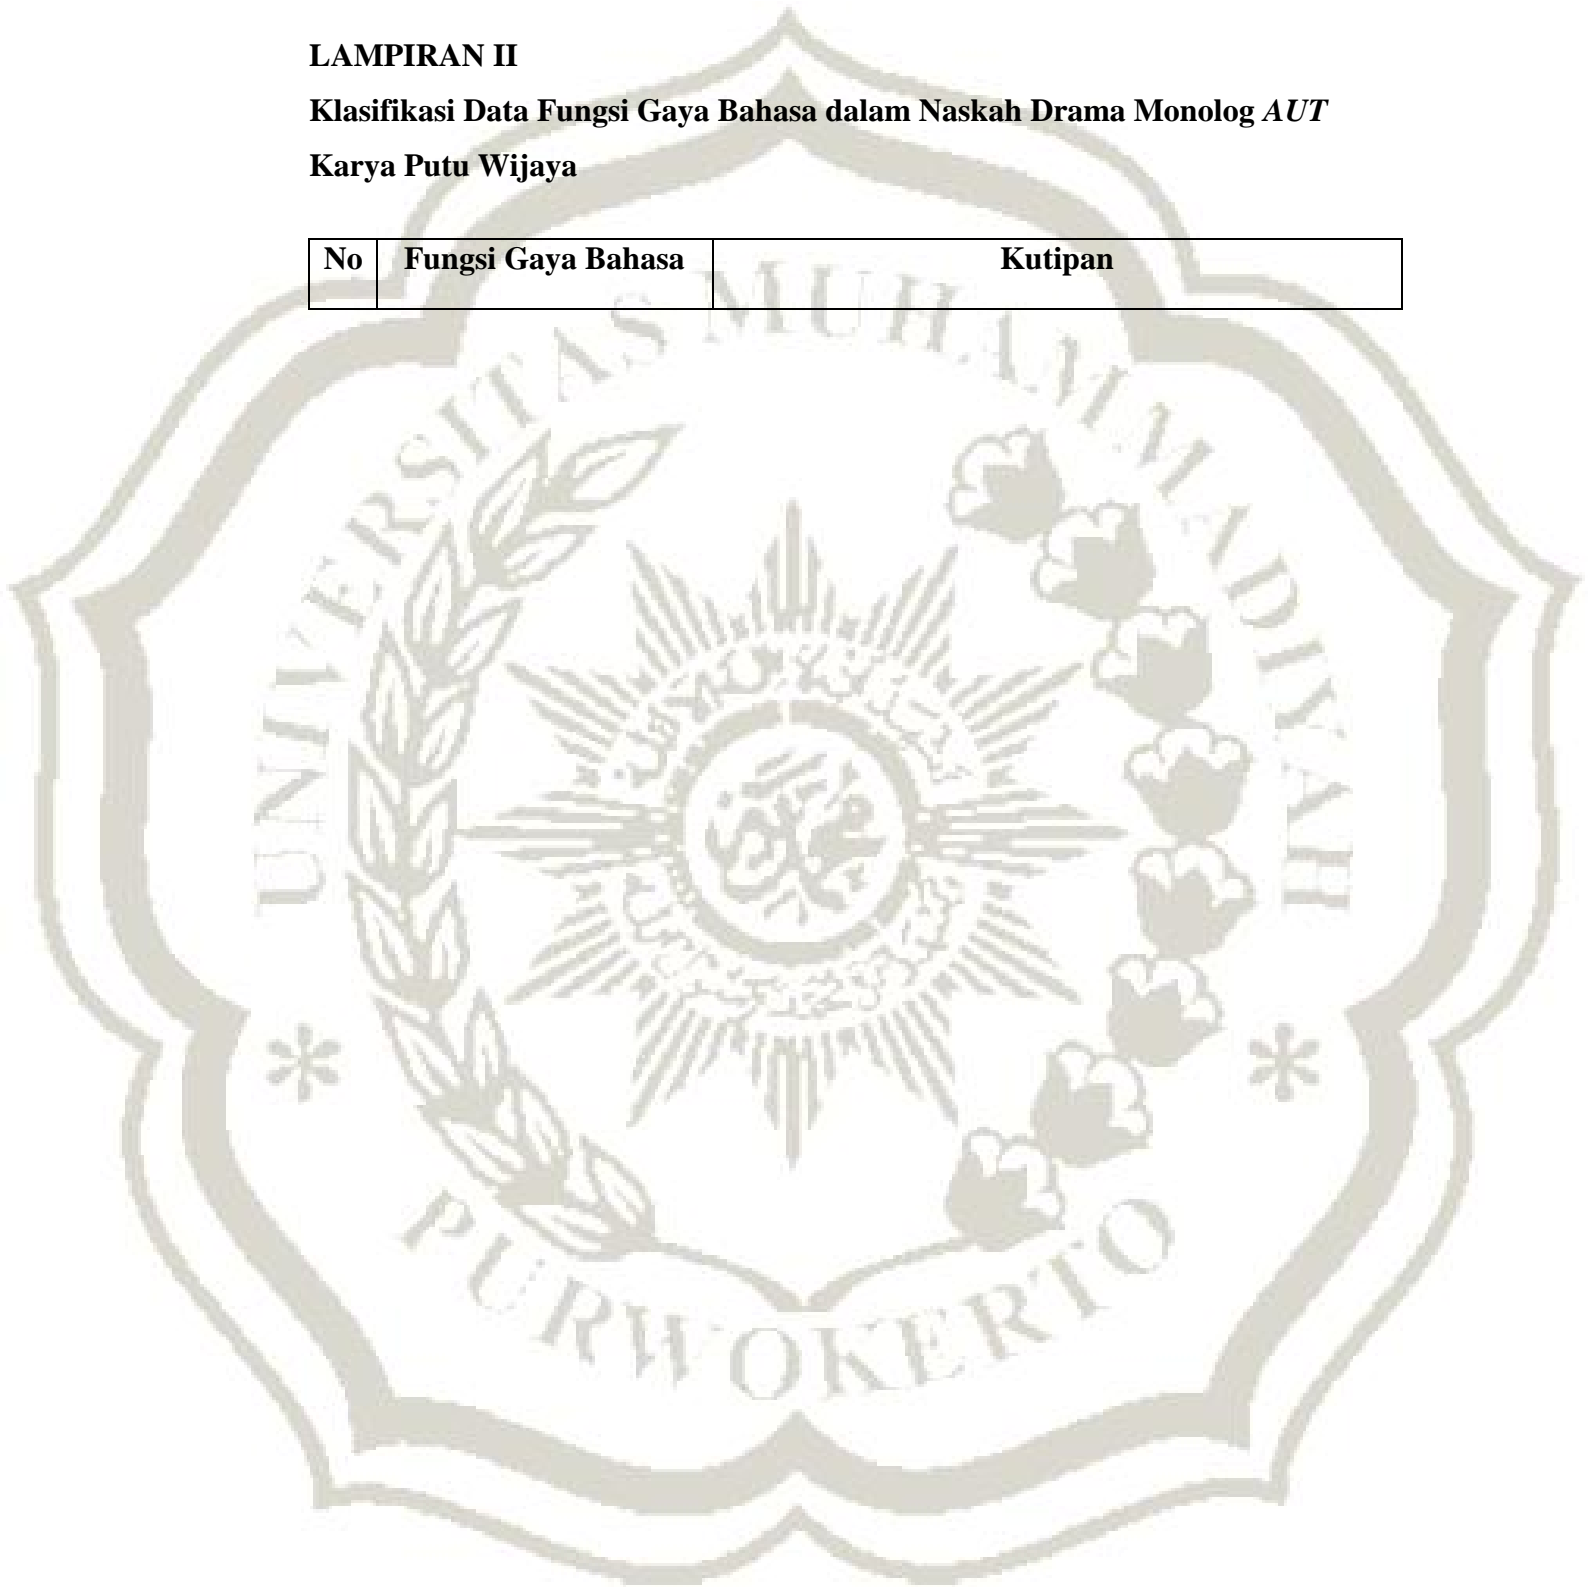 LAMPIRAN II
Klasifikasi Data Fungsi Gaya Bahasa dalam Naskah Drama Monolog AUT
Karya Putu Wijaya
No Fungsi Gaya Bahasa Kutipan
UNIVERSITAS MUHAMMADIYAH
PURWOKERTO